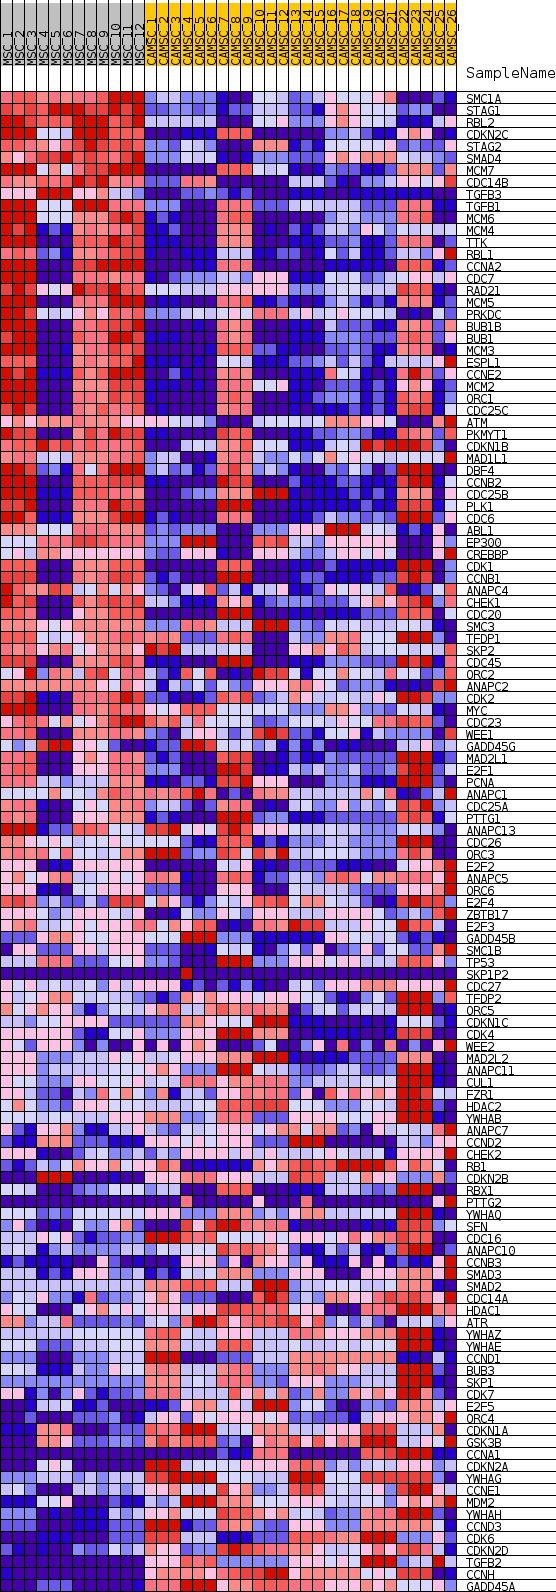 MSC_1
MSC_2
MSC_3
MSC_4
MSC_5
MSC_6
MSC_7
MSC_8
MSC_9
MSC_10
MSC_11
MSC_12
CAMSC_1
CAMSC_2
CAMSC_3
CAMSC_4
CAMSC_5
CAMSC_6
CAMSC_7
CAMSC_8
CAMSC_9
CAMSC_10
CAMSC_11
CAMSC_12
CAMSC_13
CAMSC_14
CAMSC_15
CAMSC_16
CAMSC_17
CAMSC_18
CAMSC_19
CAMSC_20
CAMSC_21
CAMSC_22
CAMSC_23
CAMSC_24
CAMSC_25
CAMSC_26
SampleName
SMC1A
STAG1
RBL2
CDKN2C
STAG2
SMAD4
MCM7
CDC14B
TGFB3
TGFB1
MCM6
MCM4
TTK
RBL1
CCNA2
CDC7
RAD21
MCM5
PRKDC
BUB1B
BUB1
MCM3
ESPL1
CCNE2
MCM2
ORC1
CDC25C
ATM
PKMYT1
CDKN1B
MAD1L1
DBF4
CCNB2
CDC25B
PLK1
CDC6
ABL1
EP300
CREBBP
CDK1
CCNB1
ANAPC4
CHEK1
CDC20
SMC3
TFDP1
SKP2
CDC45
ORC2
ANAPC2
CDK2
MYC
CDC23
WEE1
GADD45G
MAD2L1
E2F1
PCNA
ANAPC1
CDC25A
PTTG1
ANAPC13
CDC26
ORC3
E2F2
ANAPC5
ORC6
E2F4
ZBTB17
E2F3
GADD45B
SMC1B
TP53
SKP1P2
CDC27
TFDP2
ORC5
CDKN1C
CDK4
WEE2
MAD2L2
ANAPC11
CUL1
FZR1
HDAC2
YWHAB
ANAPC7
CCND2
CHEK2
RB1
CDKN2B
RBX1
PTTG2
YWHAQ
SFN
CDC16
ANAPC10
CCNB3
SMAD3
SMAD2
CDC14A
HDAC1
ATR
YWHAZ
YWHAE
CCND1
BUB3
SKP1
CDK7
E2F5
ORC4
CDKN1A
GSK3B
CCNA1
CDKN2A
YWHAG
CCNE1
MDM2
YWHAH
CCND3
CDK6
CDKN2D
TGFB2
CCNH
GADD45A